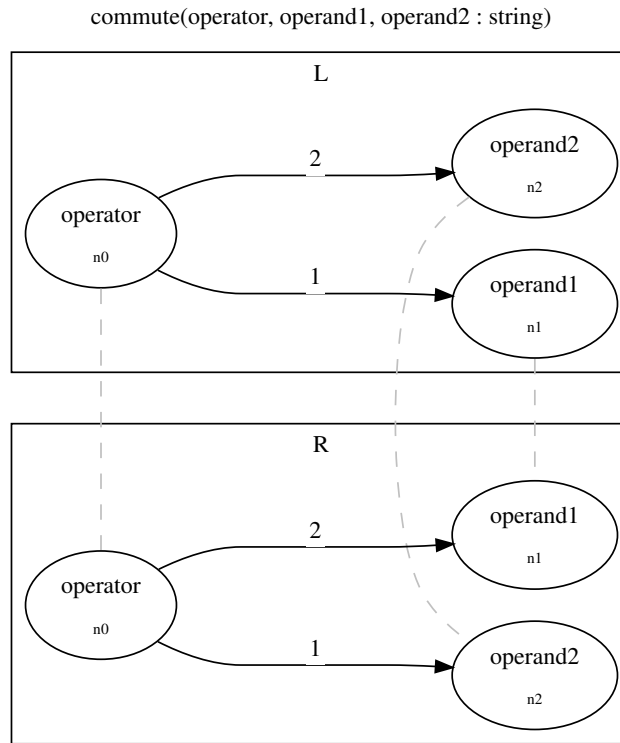 commute(operator, operand1, operand2 : string)
L
operand2
n2
2
operator
n0
1
operand1
n1
R
operand1
n1
2
operator
n0
1
operand2
n2